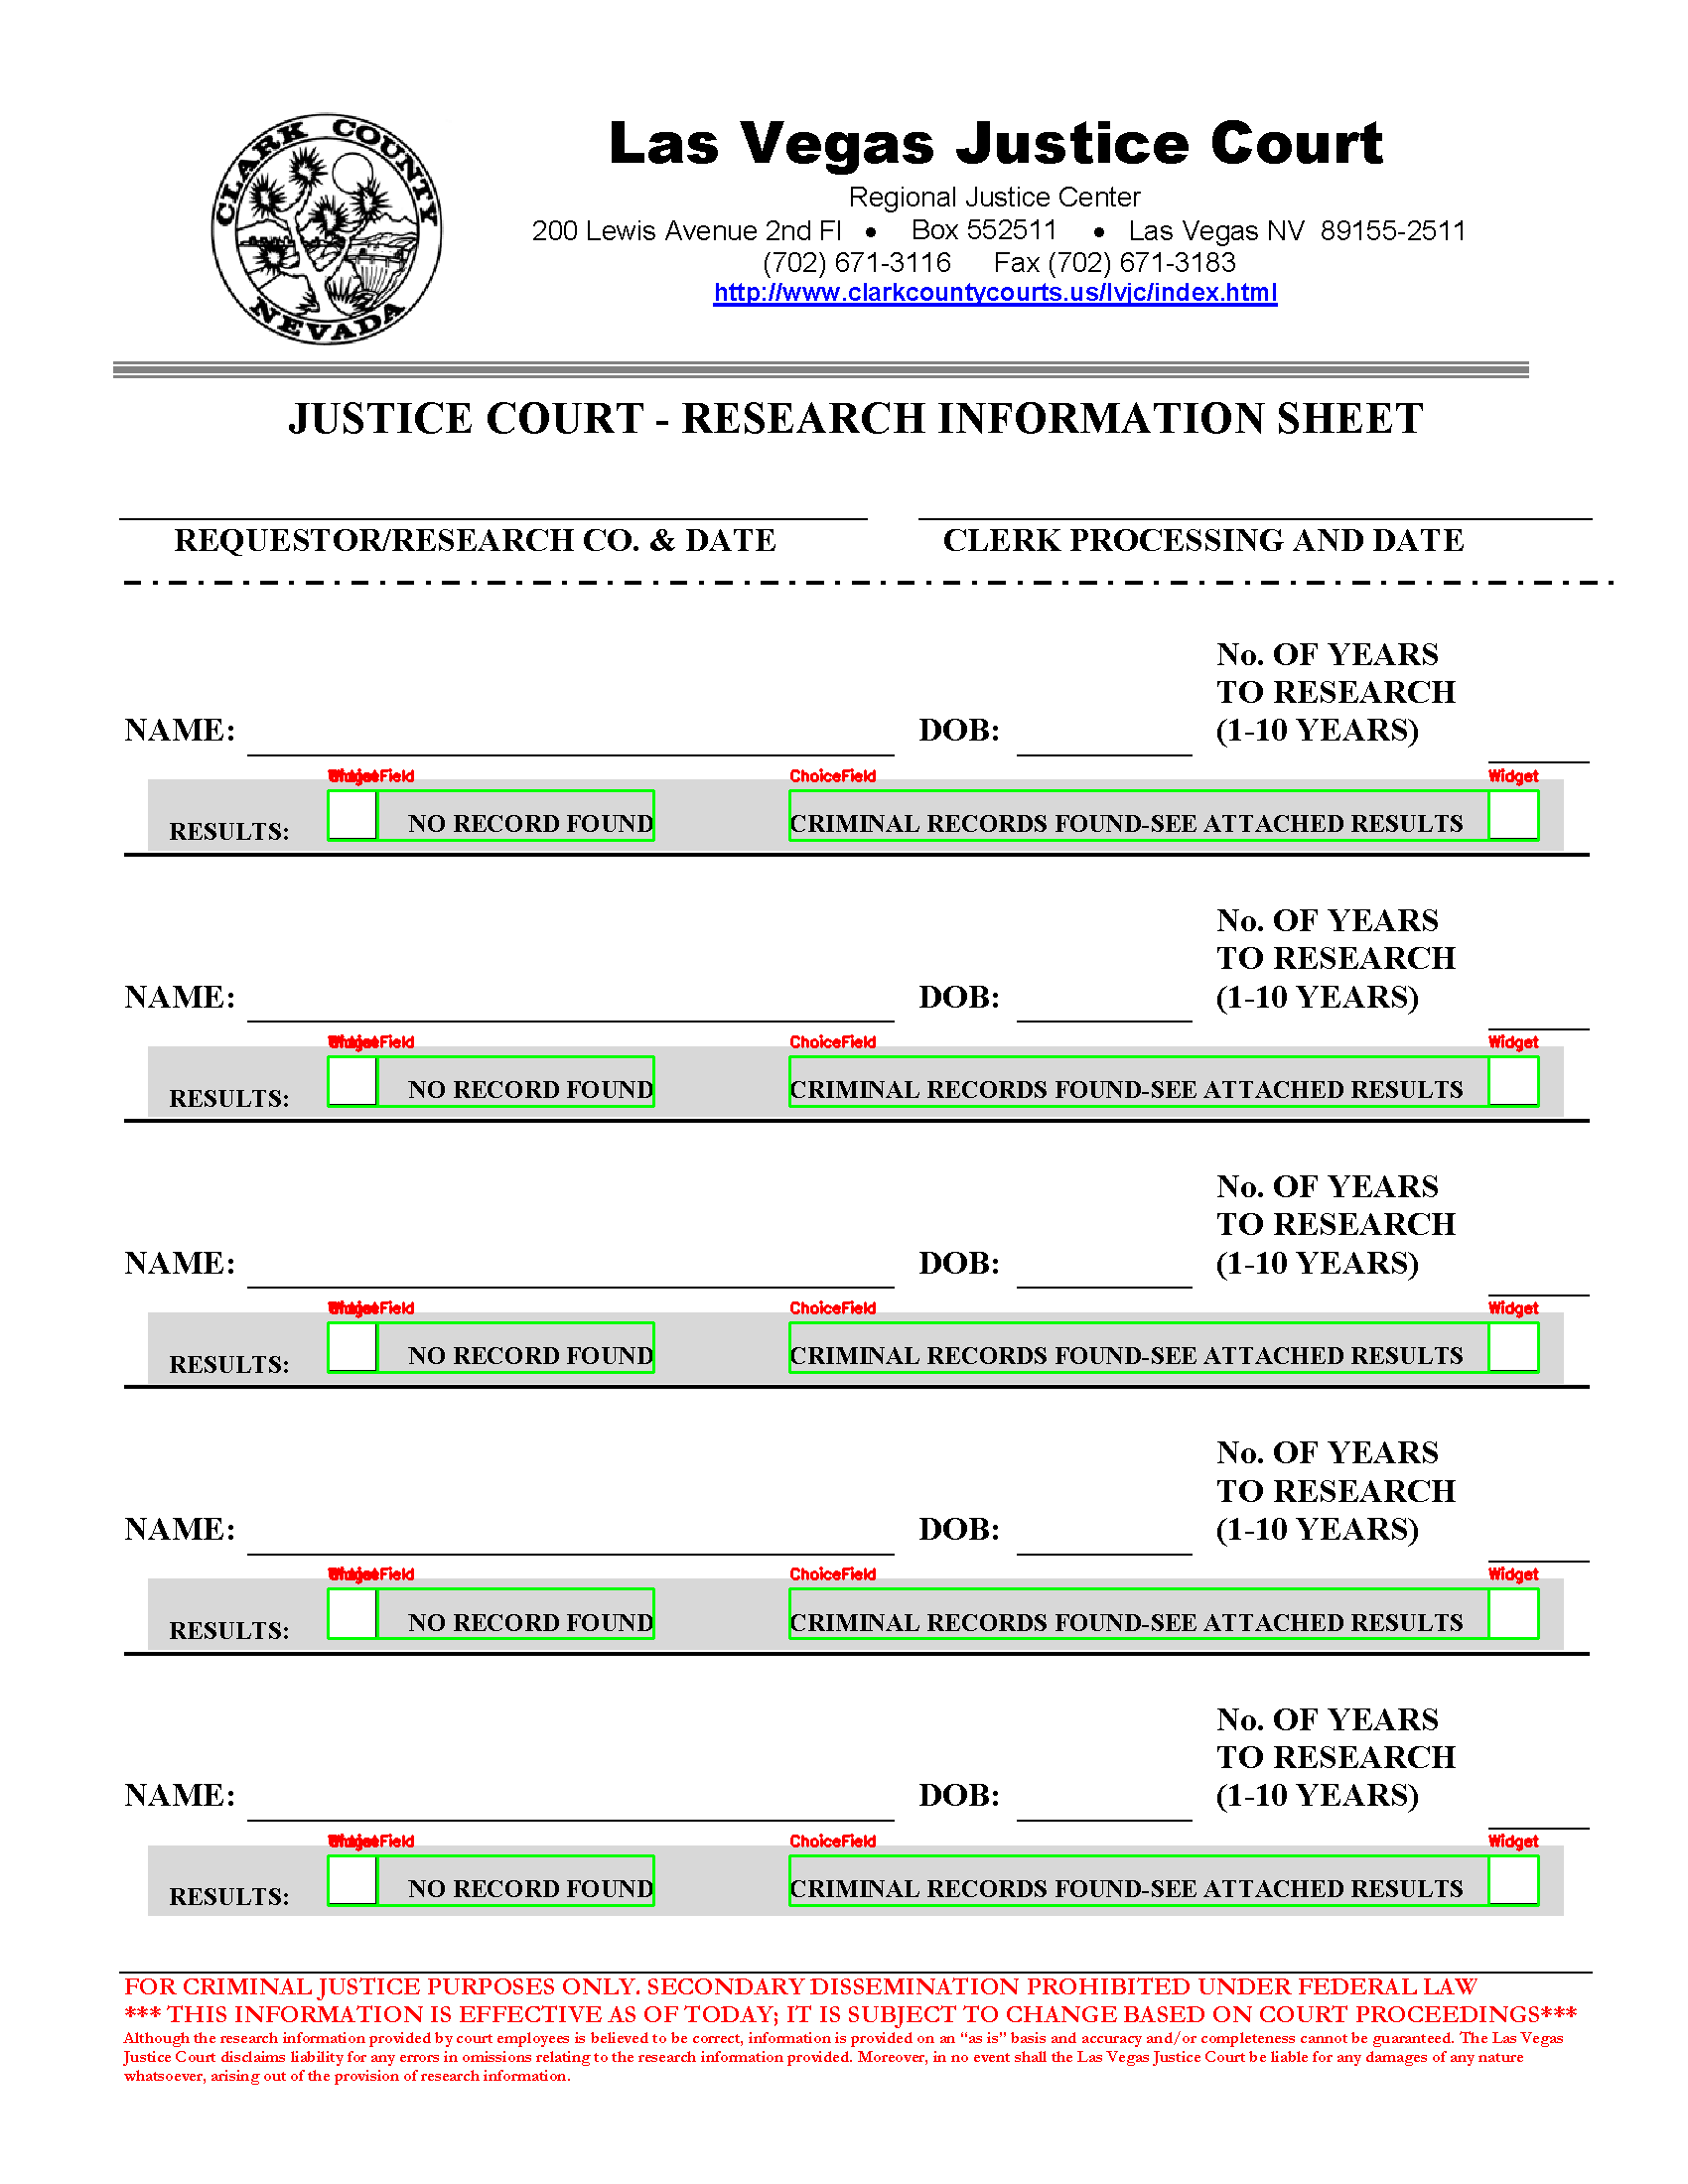 CLARK COUNTY
NEVADA
Las Vegas Justice Court
Regional Justice Center
200 Lewis Avenue 2nd Fl • Box 552511 • Las Vegas NV 89155-2511
(702) 671-3116 Fax (702) 671-3183
http://www.clarkcountycourts.us/lvjc/index.html
JUSTICE COURT - RESEARCH INFORMATION SHEET
REQUESTOR/RESEARCH CO. & DATE CLERK PROCESSING AND DATE
No. OF YEARS
TO RESEARCH
NAME: DOB: (1-10 YEARS)
ChoiceField ChoiceField Widget
RESULTS: NO RECORD FOUND CRIMINAL RECORDS FOUND-SEE ATTACHED RESULTS
No. OF YEARS
TO RESEARCH
NAME: DOB: (1-10 YEARS)
ChoiceField ChoiceField Widget
RESULTS: NO RECORD FOUND CRIMINAL RECORDS FOUND-SEE ATTACHED RESULTS
No. OF YEARS
TO RESEARCH
NAME: DOB: (1-10 YEARS)
ChoiceField ChoiceField Widget
RESULTS: NO RECORD FOUND CRIMINAL RECORDS FOUND-SEE ATTACHED RESULTS
No. OF YEARS
TO RESEARCH
NAME: DOB: (1-10 YEARS)
ChoiceField ChoiceField Widget
RESULTS: NO RECORD FOUND CRIMINAL RECORDS FOUND-SEE ATTACHED RESULTS
No. OF YEARS
TO RESEARCH
NAME: DOB: (1-10 YEARS)
ChoiceField ChoiceField Widget
RESULTS: NO RECORD FOUND CRIMINAL RECORDS FOUND-SEE ATTACHED RESULTS
FOR CRIMINAL JUSTICE PURPOSES ONLY. SECONDARY DISSEMINATION PROHIBITED UNDER FEDERAL LAW
*** THIS INFORMATION IS EFFECTIVE AS OF TODAY; IT IS SUBJECT TO CHANGE BASED ON COURT PROCEEDINGS***
Although the research information provided by court employees is believed to be correct, information is provided on an “as is” basis and accuracy and/or completeness cannot be guaranteed. The Las Vegas
Justice Court disclaims liability for any errors in omissions relating to the research information provided. Moreover, in no event shall the Las Vegas Justice Court be liable for any damages of any nature
whatsoever, arising out of the provision of research information.